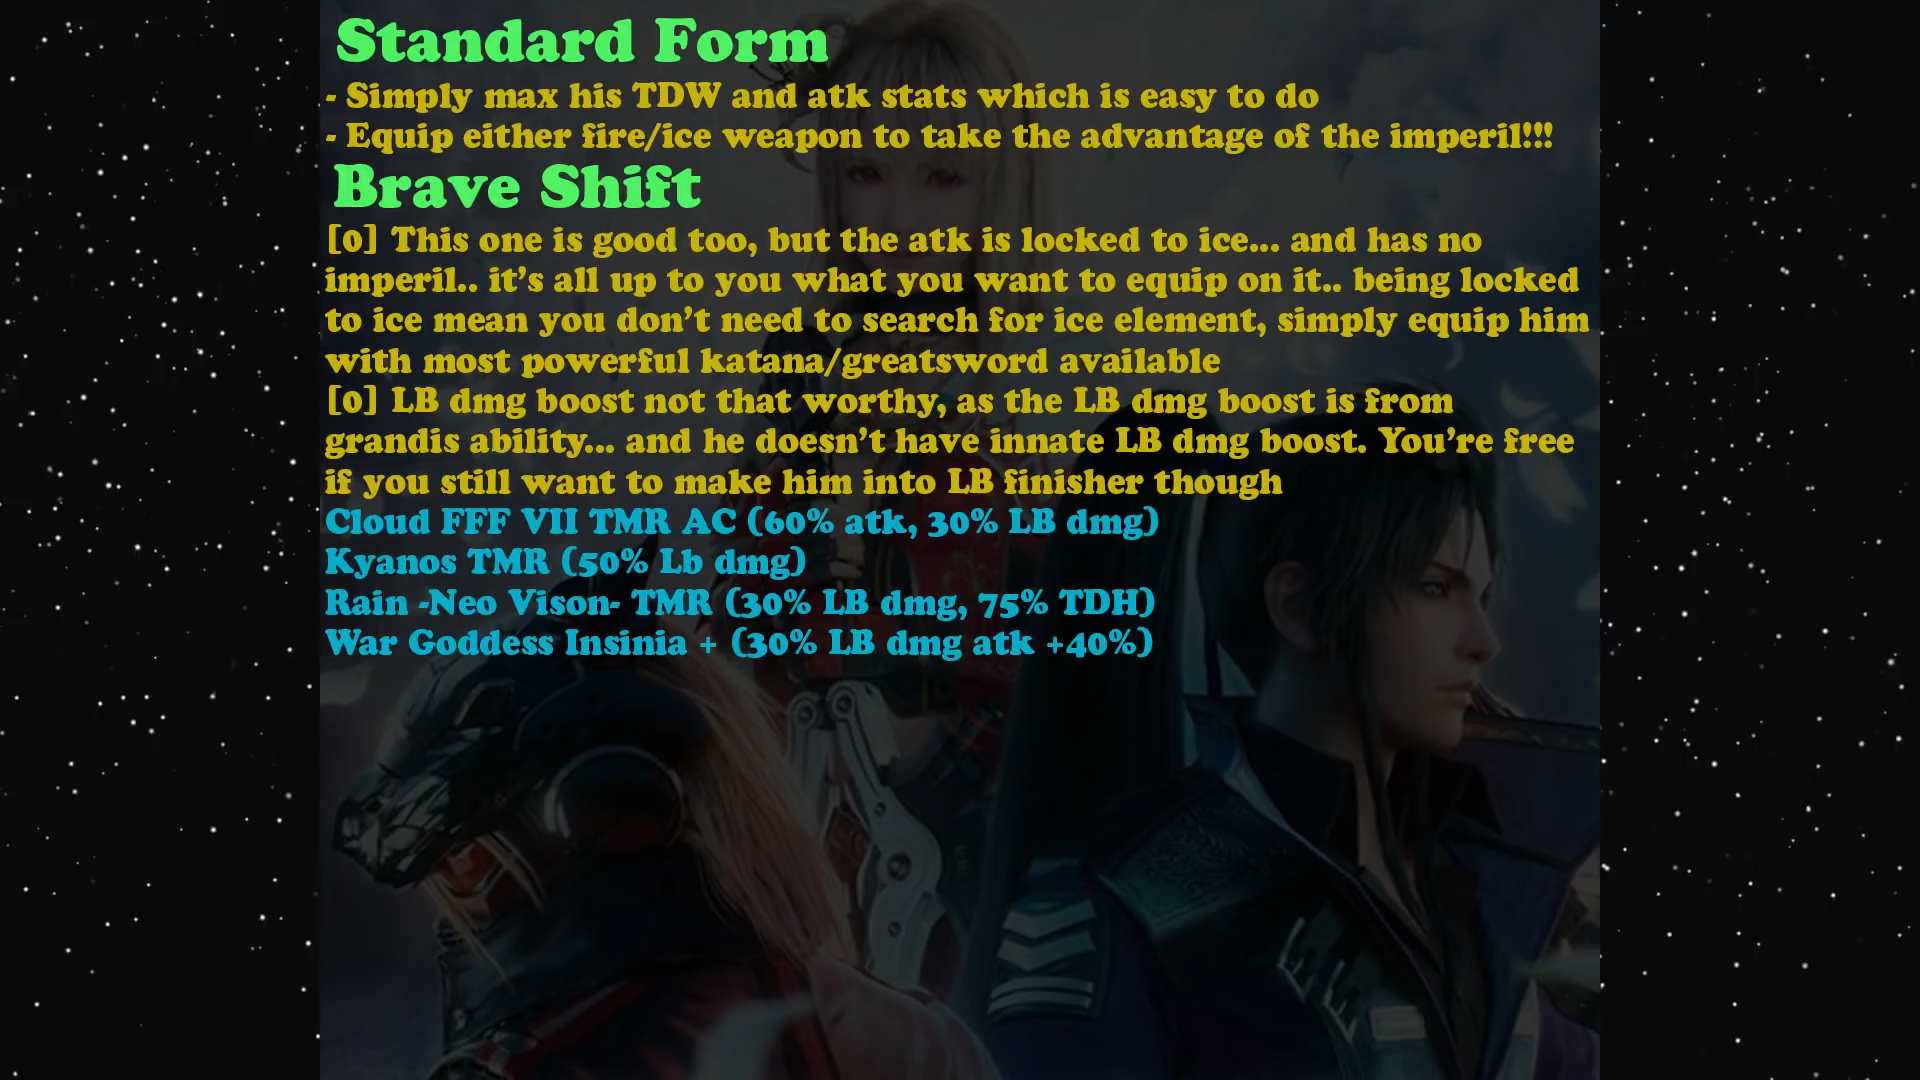 Standard Form
- Simply max his TDW and atk stats which is easy to do
- Equip either fire/ice weapon to take the advantage of the imperil!!!
Brave Shift
[0] This one is good too, but the atk is locked to ice... and has no
imperil.. it's all up to you what you want to equip on it.. being locked
to ice mean you don't need to search for ice element, simply equip him
with most powerful katana/greatsword available
[0] LB dmg boost not that worthy, as the LB dmg boost is from
grandis ability... and he doesn't have innate LB dmg boost. You're free
if you still want to make him into LB finisher though
Cloud FFF VII TMR AC (60% atk, 30% LB dmg)
Kyanos TMR (50% Lb dmg)
Rain -Neo Vison- TMR (30% LB dmg, 75% TDH)
War Goddess Insinia + (30% LB dmg atk +40%)